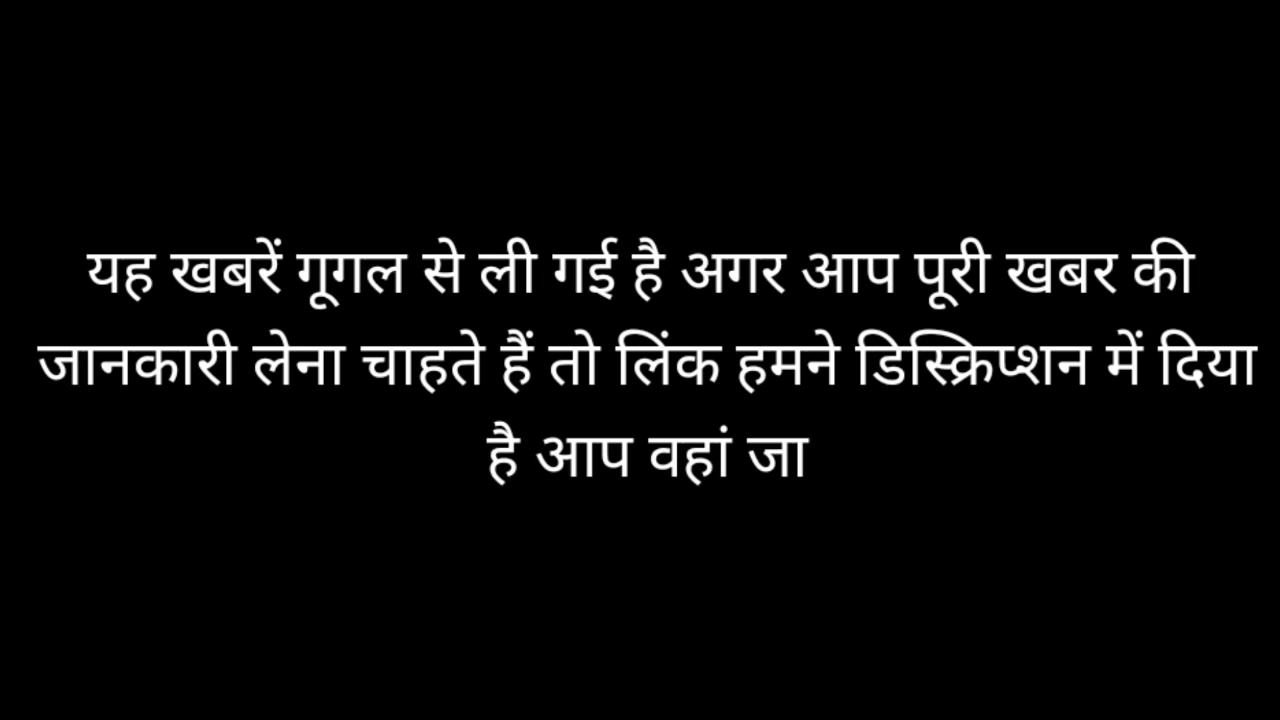 यह खबरें गूगल से ली गई है अगर आप पूरी खबर की
जानकारी लेना चाहते हैं तो लिंक हमने डिस्क्रिप्शन में दिया
है आप वहां जा